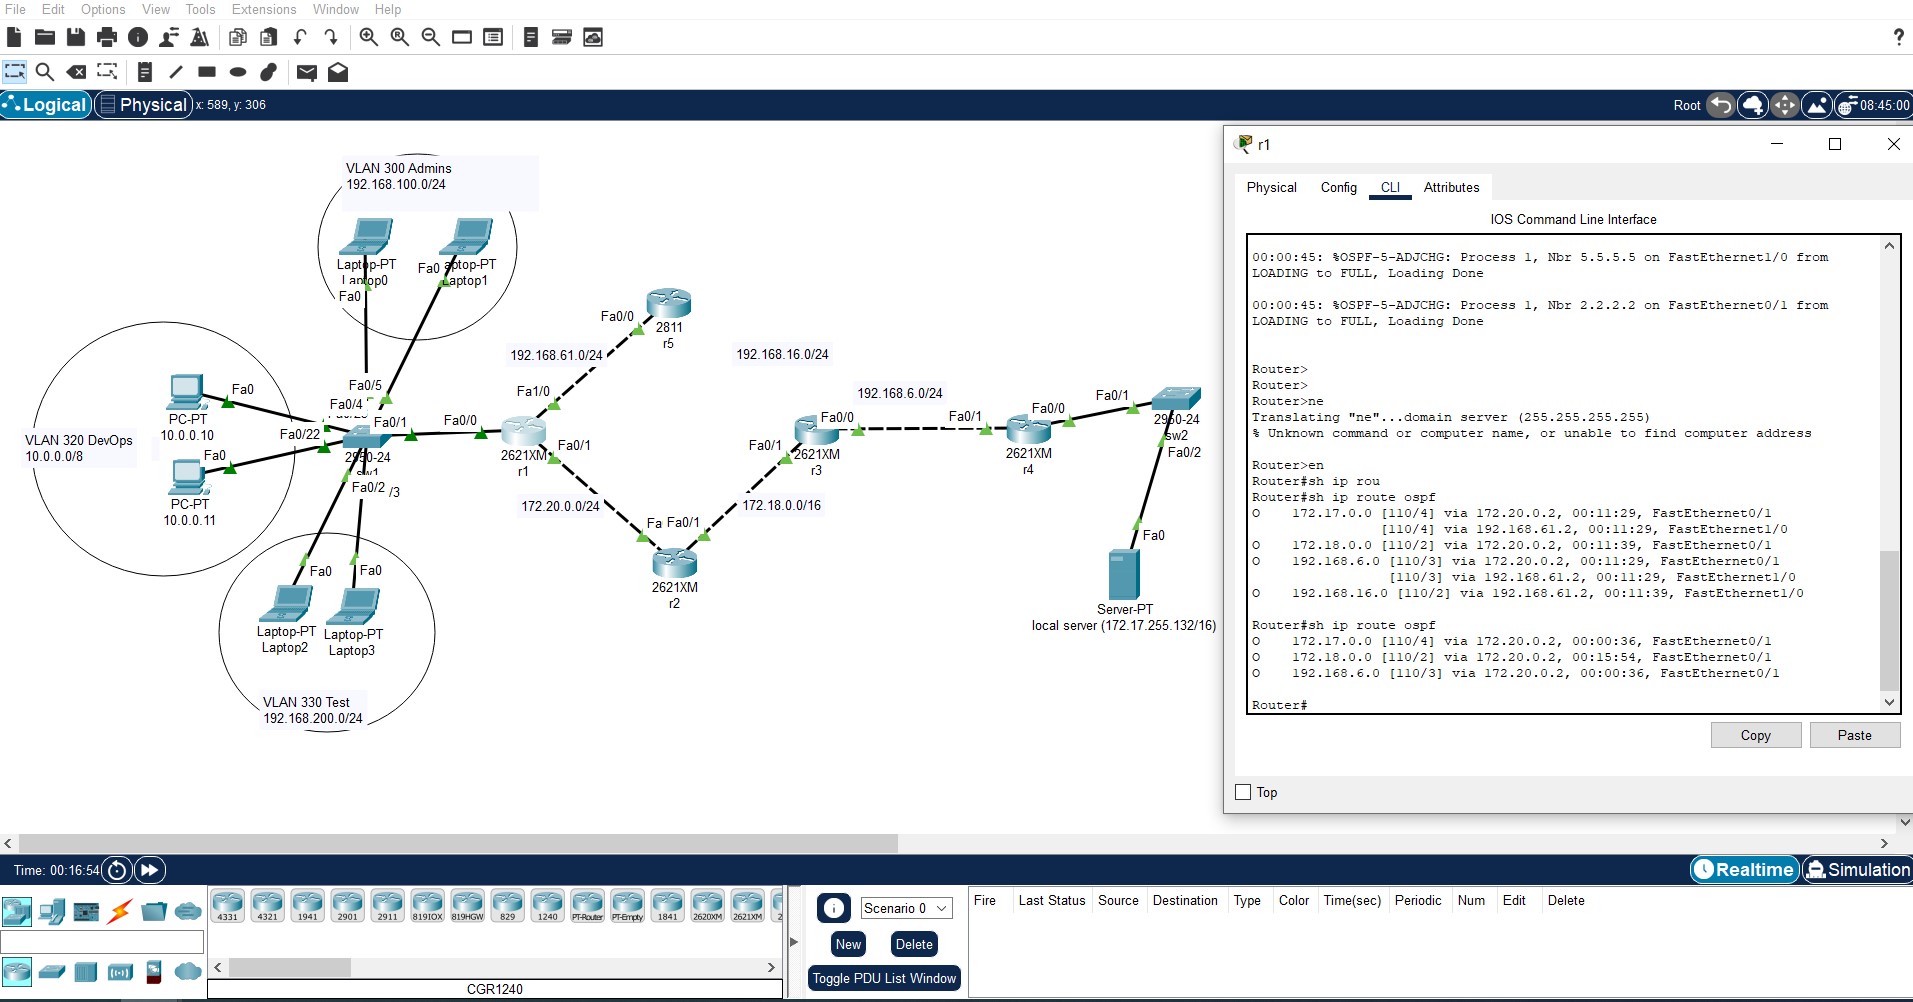 File Edit Options View Tools Extensions Window Help
?
Logical Physical x: 589, y: 306
Root 08:45:00
VLAN 300 Admins
192.168.100.0/24
Laptop-PT
Laptop0
Fa0
Fa0
aptop-PT
Laptop1
VLAN 320 DevOps
10.0.0.0/8
PC-PT
10.0.0.10
Fa0
PC-PT
10.0.0.11
Fa0
Fa0/5
Fa0/4
Fa0/1
Fa0/22
2950-24
sw1
Fa0/2
/3
Fa0
Fa0
Laptop-PT
Laptop2
Laptop-PT
Laptop3
VLAN 330 Test
192.168.200.0/24
Fa0/0
2621XM
r1
Fa1/0
Fa0/1
192.168.61.0/24
Fa0/0
2811
r5
192.168.16.0/24
172.20.0.0/24
Fa Fa0/1
2621XM
r2
172.18.0.0/16
Fa0/1
Fa0/0
2621XM
r3
192.168.6.0/24
Fa0/1
Fa0/0
2621XM
r4
Fa0/1
2950-24
sw2
Fa0/2
Fa0
Server-PT
local server (172.17.255.132/16)
r1
Physical Config CLI Attributes
IOS Command Line Interface
00:00:45: %OSPF-5-ADJCHG: Process 1, Nbr 5.5.5.5 on FastEthernet1/0 from
LOADING to FULL, Loading Done
00:00:45: %OSPF-5-ADJCHG: Process 1, Nbr 2.2.2.2 on FastEthernet0/1 from
LOADING to FULL, Loading Done
Router>
Router>
Router>ne
Translating "ne"...domain server (255.255.255.255)
% Unknown command or computer name, or unable to find computer address
Router>en
Router#sh ip rou
Router#sh ip route ospf
O 172.17.0.0 [110/4] via 172.20.0.2, 00:11:29, FastEthernet0/1
[110/4] via 192.168.61.2, 00:11:29, FastEthernet1/0
O 172.18.0.0 [110/2] via 172.20.0.2, 00:11:39, FastEthernet0/1
O 192.168.6.0 [110/3] via 172.20.0.2, 00:11:29, FastEthernet0/1
[110/3] via 192.168.61.2, 00:11:29, FastEthernet1/0
O 192.168.16.0 [110/2] via 192.168.61.2, 00:11:39, FastEthernet1/0
Router#sh ip route ospf
O 172.17.0.0 [110/4] via 172.20.0.2, 00:00:36, FastEthernet0/1
O 172.18.0.0 [110/2] via 172.20.0.2, 00:15:54, FastEthernet0/1
O 192.168.6.0 [110/3] via 172.20.0.2, 00:00:36, FastEthernet0/1
Router#
Copy Paste
Top
Time: 00:16:54
Realtime Simulation
4331 4321 1941 2901 2911 819IOX 819HGW 829 1240 PT-Router PT-Empty 1841 2620XM 2621XM 2
CGR1240
Scenario 0
New Delete
Toggle PDU List Window
Fire Last Status Source Destination Type Color Time(sec) Periodic Num Edit Delete